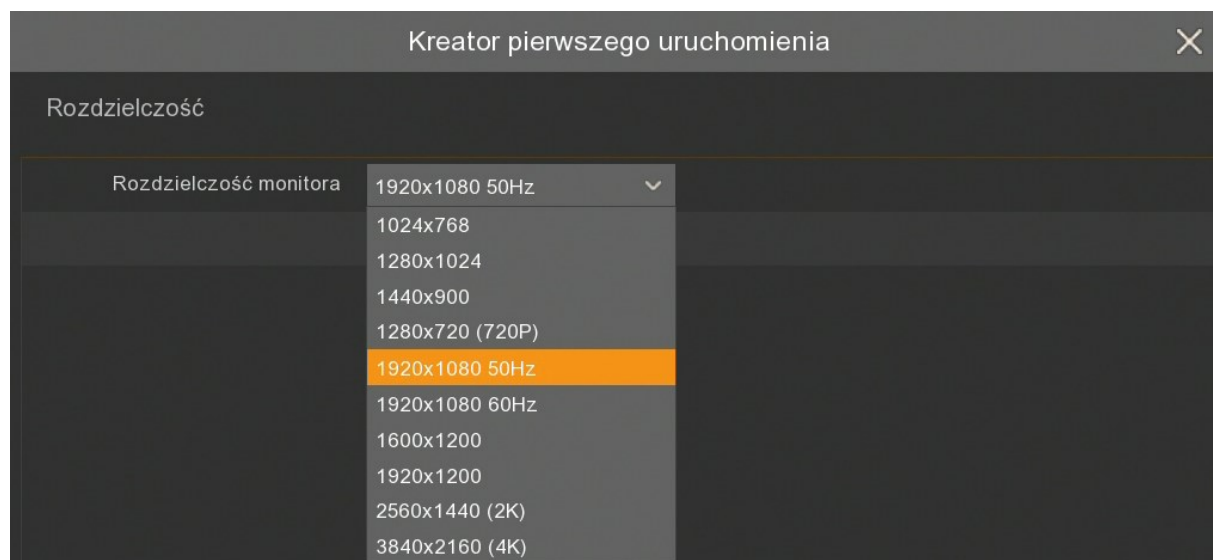 Kreator pierwszego uruchomienia
Rozdzielczość
Rozdzielczość monitora 1920x1080 50Hz
1024x768
1280x1024
1440x900
1280x720 (720P)
1920x1080 50Hz
1920x1080 60Hz
1600x1200
1920x1200
2560x1440 (2K)
3840x2160 (4K)